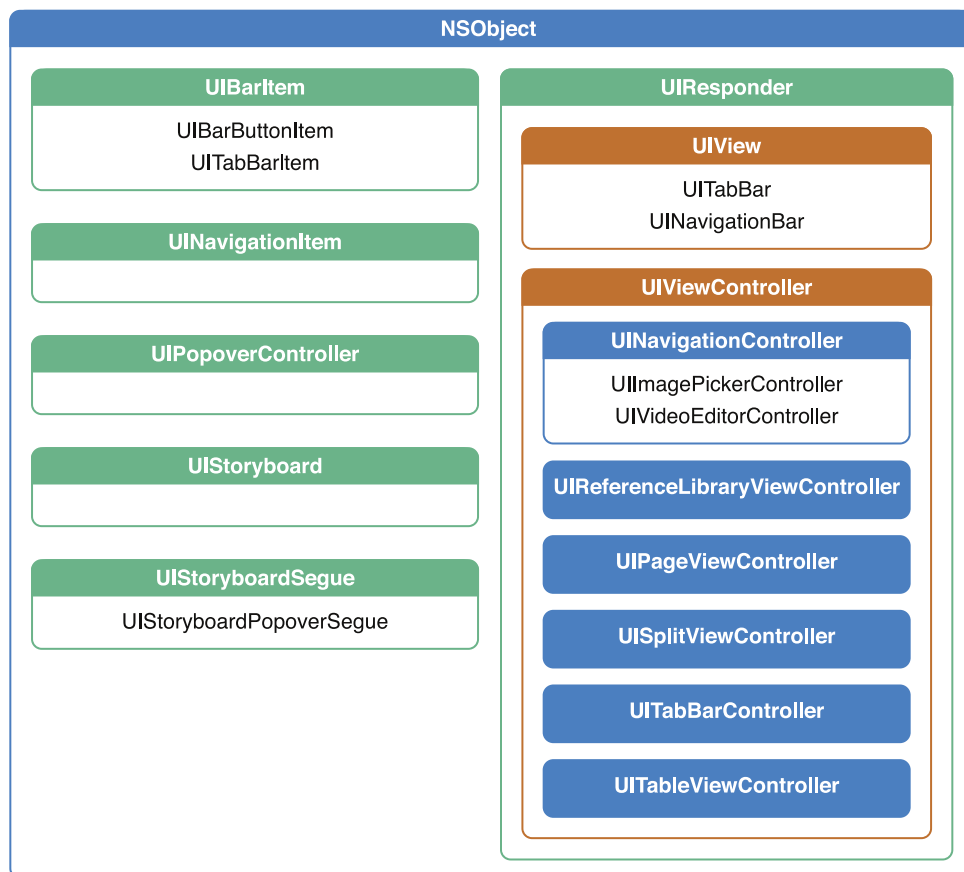 NSObject
UIBarItem
UIBarButtonItem
UITabBarItem
UINavigationItem
UIPopoverController
UIStoryboard
UIStoryboardSegue
UIStoryboardPopoverSegue
UIResponder
UIView
UITabBar
UINavigationBar
UIViewController
UINavigationController
UIImagePickerController
UIVideoEditorController
UIReferenceLibraryViewController
UIPageViewController
UISplitViewController
UITabBarController
UITableViewController